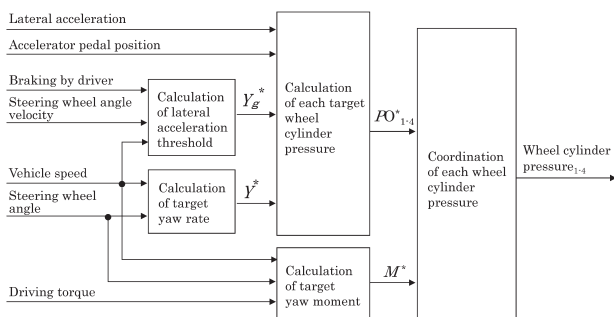 Lateral acceleration
Accelerator pedal position
Braking by driver
Steering wheel angle
velocity
Vehicle speed
Steering wheel
angle
Driving torque
Calculation
of lateral
acceleration
threshold
Yg*
Calculation
of target
yaw rate
Y*
Calculation
of each target
wheel
cylinder
pressure
PO*1-4
Calculation
of target
yaw moment
M*
Coordination
of each wheel
cylinder
pressure
Wheel cylinder
pressure1-4